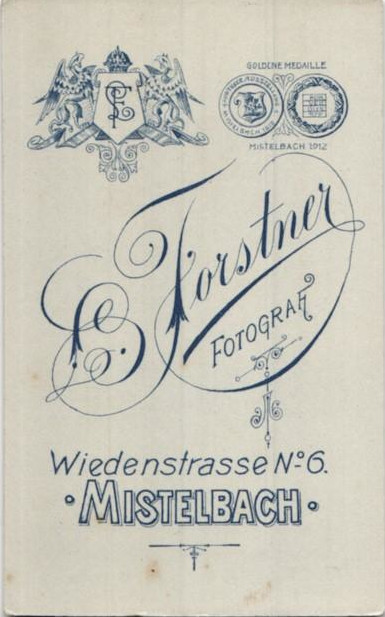 GOLDENE MEDAILLE
MISTELBACH 1912
E. Forstner
FOTOGRAF
Wiedenstrasse No 6.
MISTELBACH